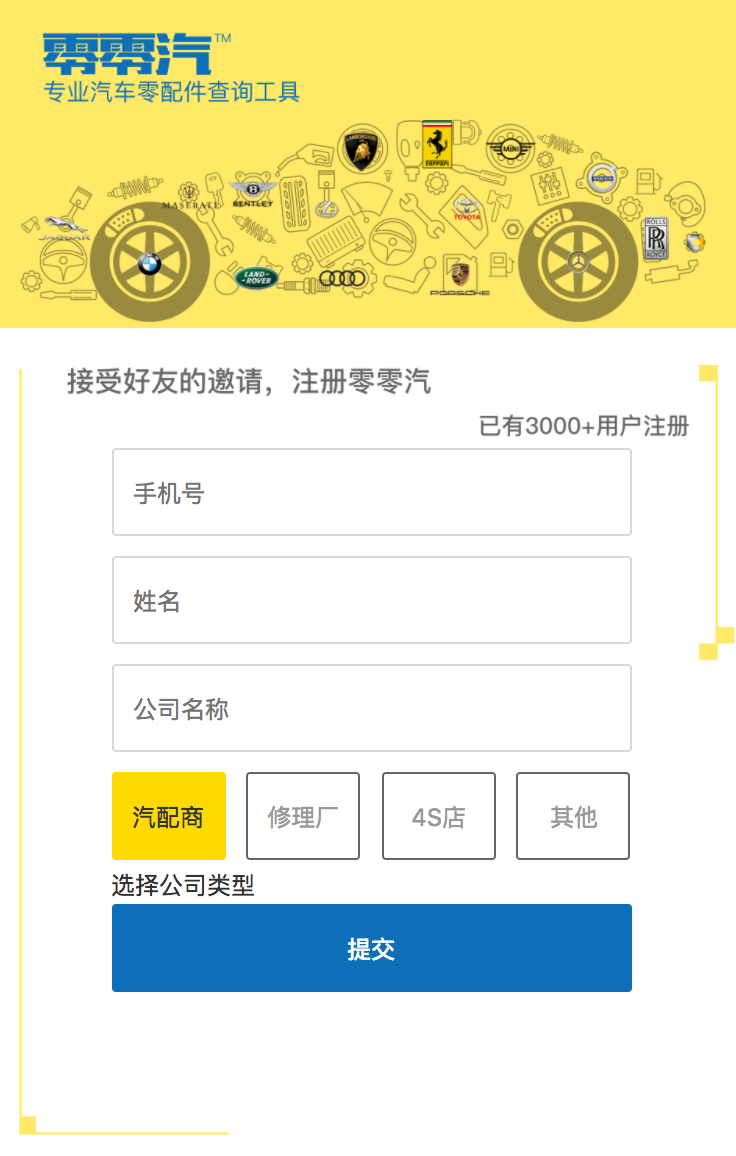 零零汽™
专业汽车零配件查询工具
LAMBORGHINI
Ferrari
MINI
VOLVO
MASERATI
BENTLEY
TOYOTA
JAGUAR
ROLLS
RR
ROYCE
LAND-
ROVER
PORSCHE
接受好友的邀请，注册零零汽
已有3000+用户注册
手机号
姓名
公司名称
汽配商 修理厂 4S店 其他
选择公司类型
提交